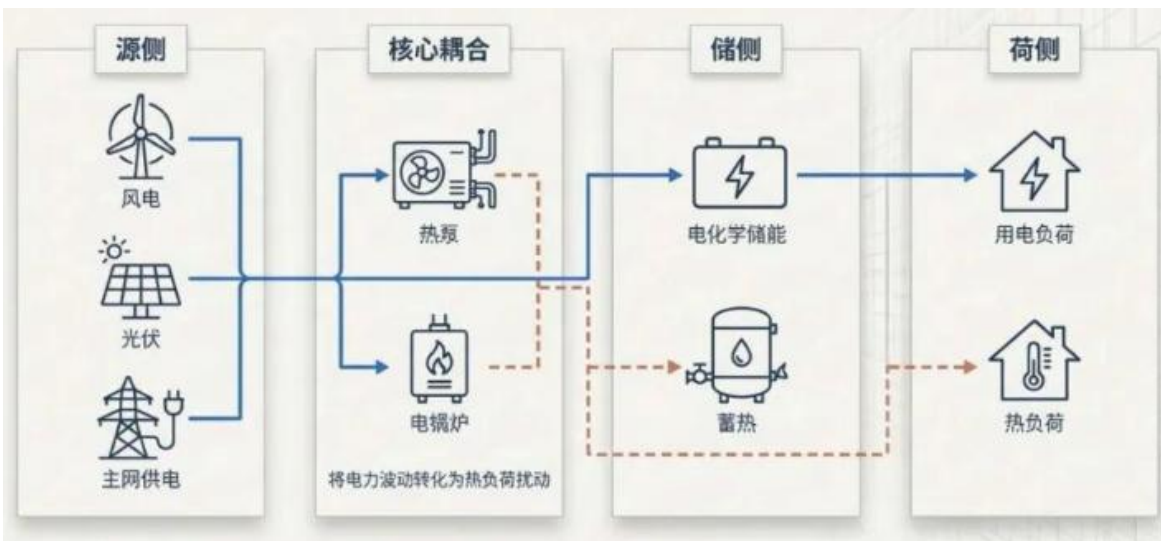 源侧
核心耦合
储侧
荷侧
风电
热泵
电化学储能
用电负荷
光伏
电锅炉
蓄热
热负荷
主网供电
将电力波动转化为热负荷扰动